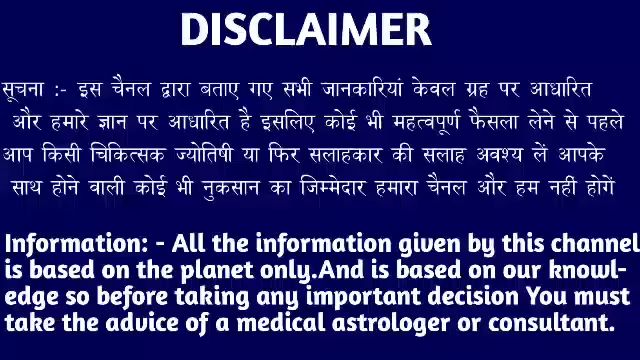 DISCLAIMER
सूचना :- इस चैनल द्वारा बताए गए सभी जानकारियां केवल ग्रह पर आधारित
और हमारे ज्ञान पर आधारित है इसलिए कोई भी महत्वपूर्ण फैसला लेने से पहले
आप किसी चिकित्सक ज्योतिषी या फिर सलाहकार की सलाह अवश्य लें आपके
साथ होने वाली कोई भी नुकसान का जिम्मेदार हमारा चैनल और हम नहीं होगें
Information: - All the information given by this channel
is based on the planet only.And is based on our knowl-
edge so before taking any important decision You must
take the advice of a medical astrologer or consultant.